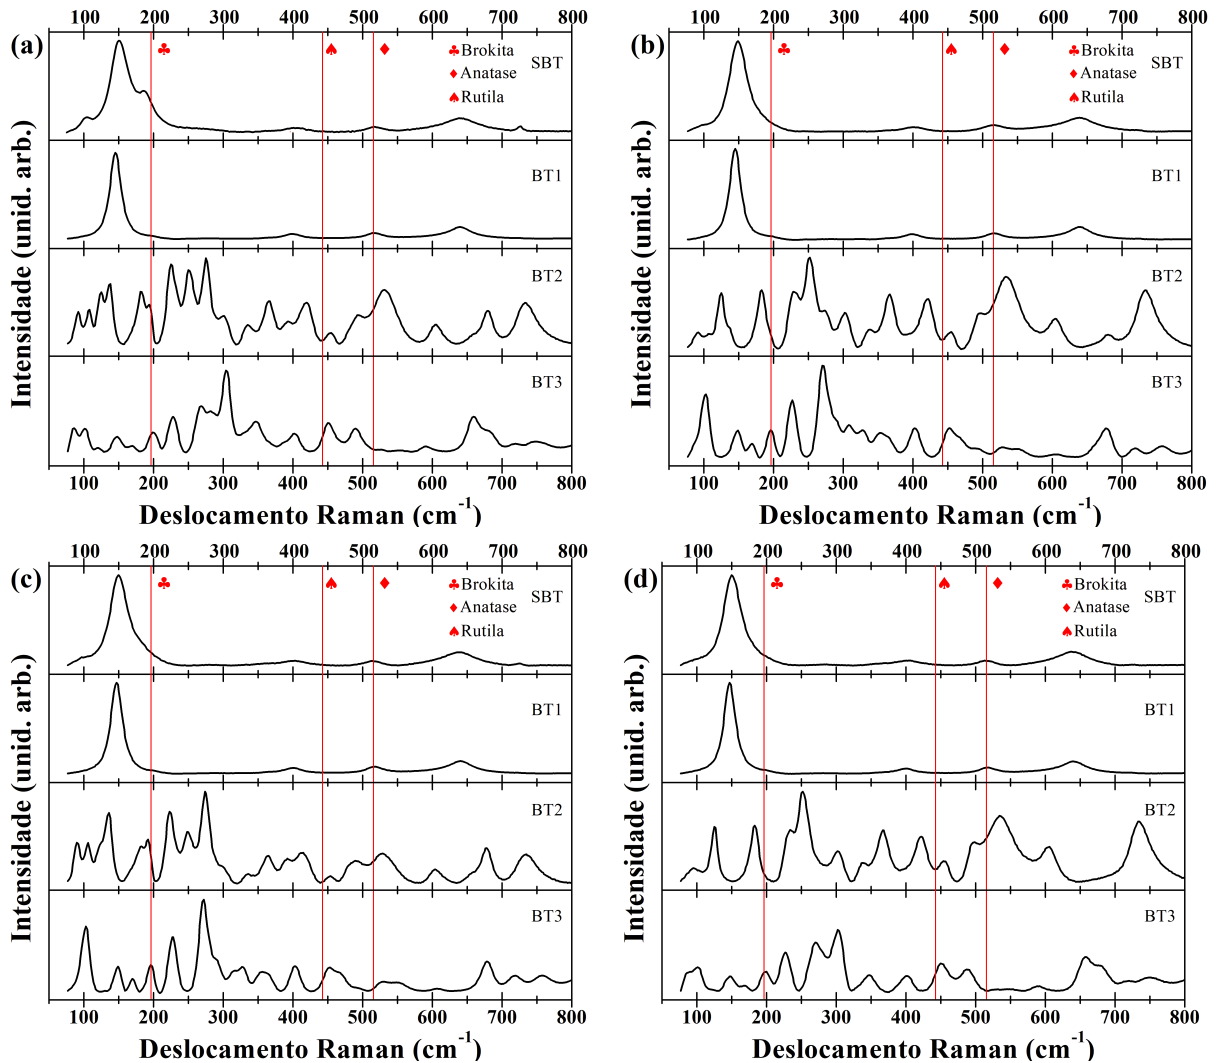 100 200 300 400 500 600 700 800
(a)
♣ Brokita
SBT
♦ Anatase
♠ Rutila
BT1
BT2
BT3
Intensidade (unid. arb.)
100 200 300 400 500 600 700 800
Deslocamento Raman (cm⁻¹)
100 200 300 400 500 600 700 800
(b)
♣ Brokita
SBT
♦ Anatase
♠ Rutila
BT1
BT2
BT3
Intensidade (unid. arb.)
100 200 300 400 500 600 700 800
Deslocamento Raman (cm⁻¹)
100 200 300 400 500 600 700 800
(c)
♣ Brokita
SBT
♦ Anatase
♠ Rutila
BT1
BT2
BT3
Intensidade (unid. arb.)
100 200 300 400 500 600 700 800
Deslocamento Raman (cm⁻¹)
100 200 300 400 500 600 700 800
(d)
♣ Brokita
SBT
♦ Anatase
♠ Rutila
BT1
BT2
BT3
Intensidade (unid. arb.)
100 200 300 400 500 600 700 800
Deslocamento Raman (cm⁻¹)